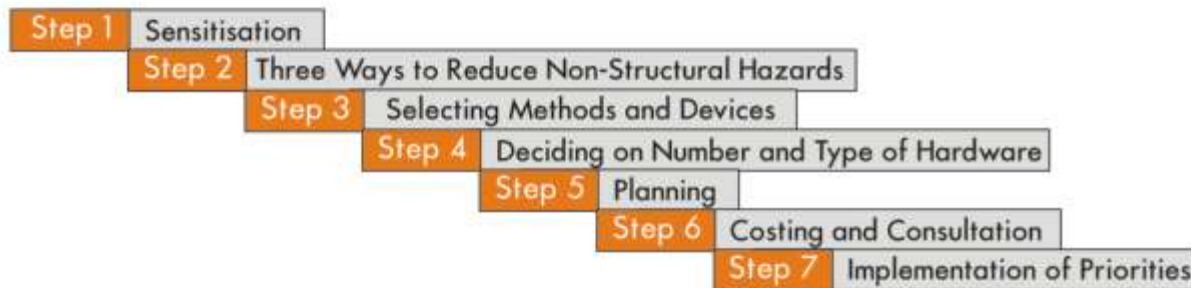 Step 1 Sensitisation
Step 2 Three Ways to Reduce Non-Structural Hazards
Step 3 Selecting Methods and Devices
Step 4 Deciding on Number and Type of Hardware
Step 5 Planning
Step 6 Costing and Consultation
Step 7 Implementation of Priorities